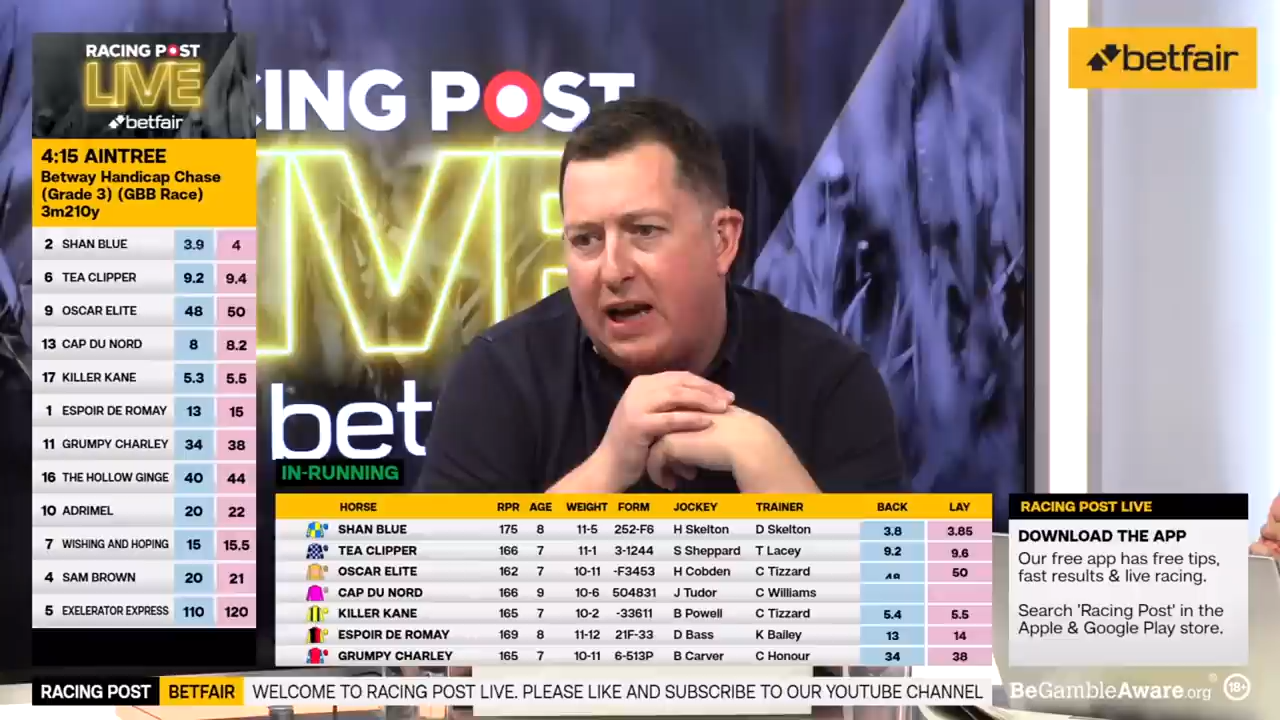 RACING POST
LIVE
betfair
4:15 AINTREE
Betway Handicap Chase
(Grade 3) (GBB Race)
3m210y
2 SHAN BLUE 3.9 4
6 TEA CLIPPER 9.2 9.4
9 OSCAR ELITE 48 50
13 CAP DU NORD 8 8.2
17 KILLER KANE 5.3 5.5
1 ESPOIR DE ROMAY 13 15
11 GRUMPY CHARLEY 34 38
16 THE HOLLOW GINGE 40 44
10 ADRIMEL 20 22
7 WISHING AND HOPING 15 15.5
4 SAM BROWN 20 21
5 EXELERATOR EXPRESS 110 120
CING POST
IVE
bet
betfair
IN-RUNNING
HORSE RPR AGE WEIGHT FORM JOCKEY TRAINER BACK LAY
SHAN BLUE 175 8 11-5 252-F6 H Skelton D Skelton 3.8 3.85
TEA CLIPPER 166 7 11-1 3-1244 S Sheppard T Lacey 9.2 9.6
OSCAR ELITE 162 7 10-11 -F3453 H Cobden C Tizzard 50
CAP DU NORD 166 9 10-6 504831 J Tudor C Williams
KILLER KANE 165 7 10-2 -33611 B Powell C Tizzard 5.4 5.5
ESPOIR DE ROMAY 169 8 11-12 21F-33 D Bass K Bailey 13 14
GRUMPY CHARLEY 165 7 10-11 6-513P B Carver C Honour 34 38
RACING POST LIVE
DOWNLOAD THE APP
Our free app has free tips,
fast results & live racing.
Search 'Racing Post' in the
Apple & Google Play store.
RACING POST BETFAIR WELCOME TO RACING POST LIVE. PLEASE LIKE AND SUBSCRIBE TO OUR YOUTUBE CHANNEL
BeGambleAware.org 18+